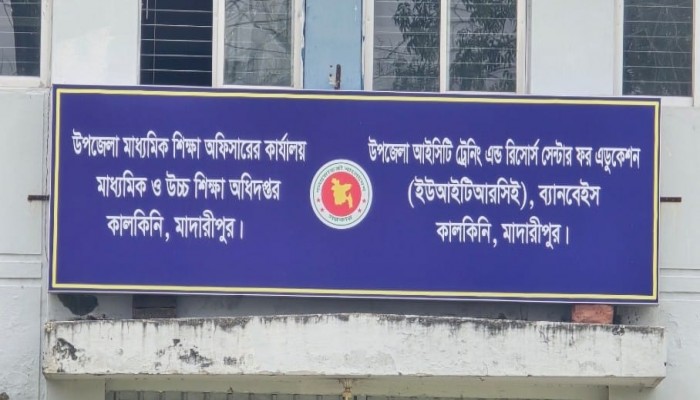 উপজেলা মাধ্যমিক শিক্ষা অফিসারের কার্যালয়
মাধ্যমিক ও উচ্চ শিক্ষা অধিদপ্তর
কালকিনি, মাদারীপুর।
উপজেলা আইসিটি ট্রেনিং এন্ড রিসোর্স সেন্টার ফর এডুকেশন
(ইউআইটিআরসিই), ব্যানবেইস
কালকিনি, মাদারীপুর।